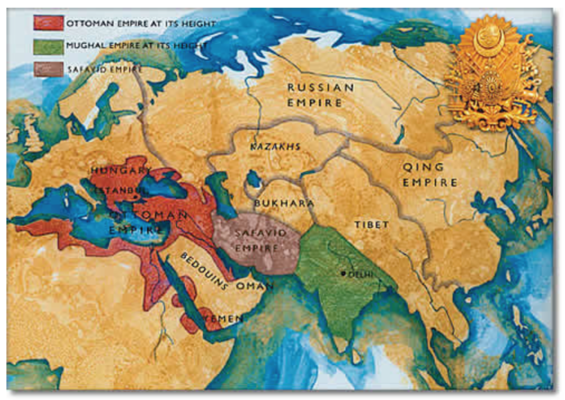 OTTOMAN EMPIRE AT ITS HEIGHT
MUGHAL EMPIRE AT ITS HEIGHT
SAFAVID EMPIRE
RUSSIAN
EMPIRE
KAZAKHS
QING
EMPIRE
HUNGARY
ISTANBUL
BUKHARA
OTTOMAN
EMPIRE
TIBET
SAFAVID
EMPIRE
DELHI
BEDOUINS
OMAN
YEMEN